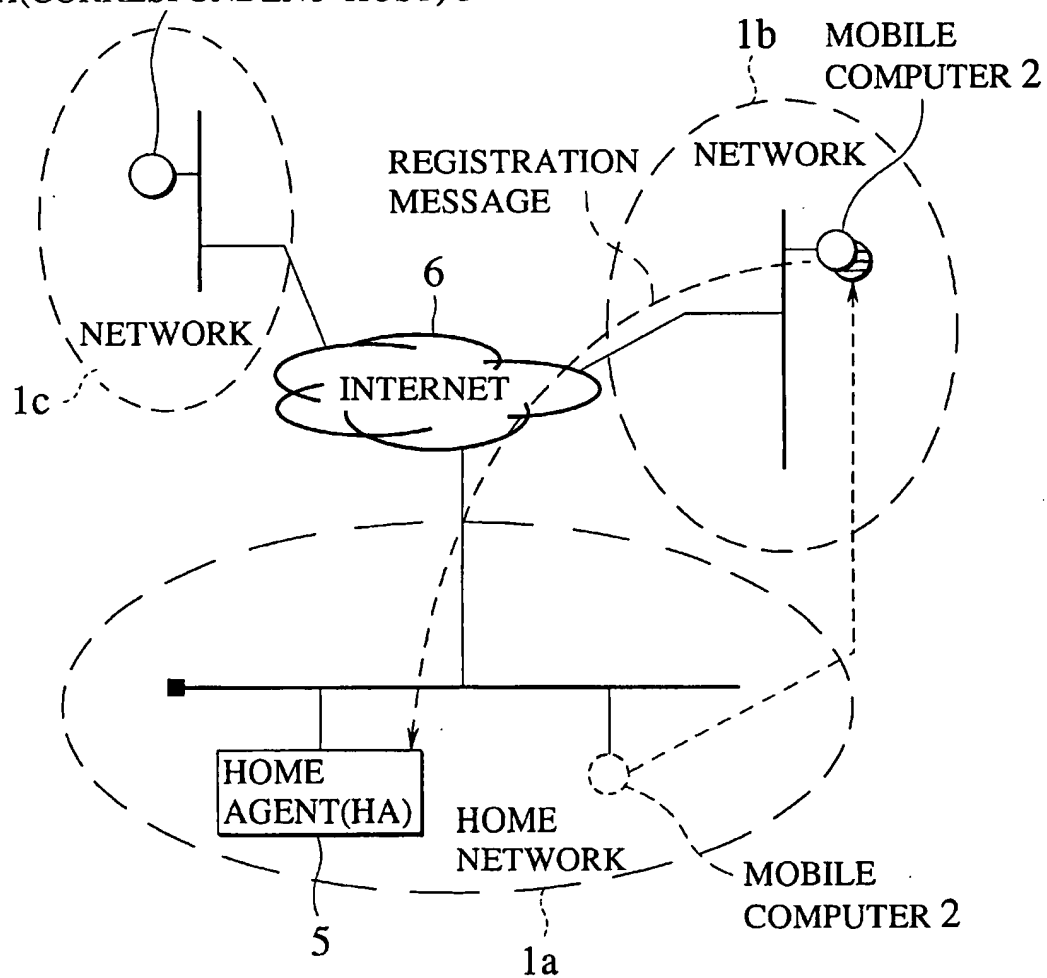 1b
MOBILE
COMPUTER 2
NETWORK
REGISTRATION
MESSAGE
6
NETWORK
INTERNET
1c
HOME
AGENT(HA)
HOME
NETWORK
MOBILE
COMPUTER 2
5
1a